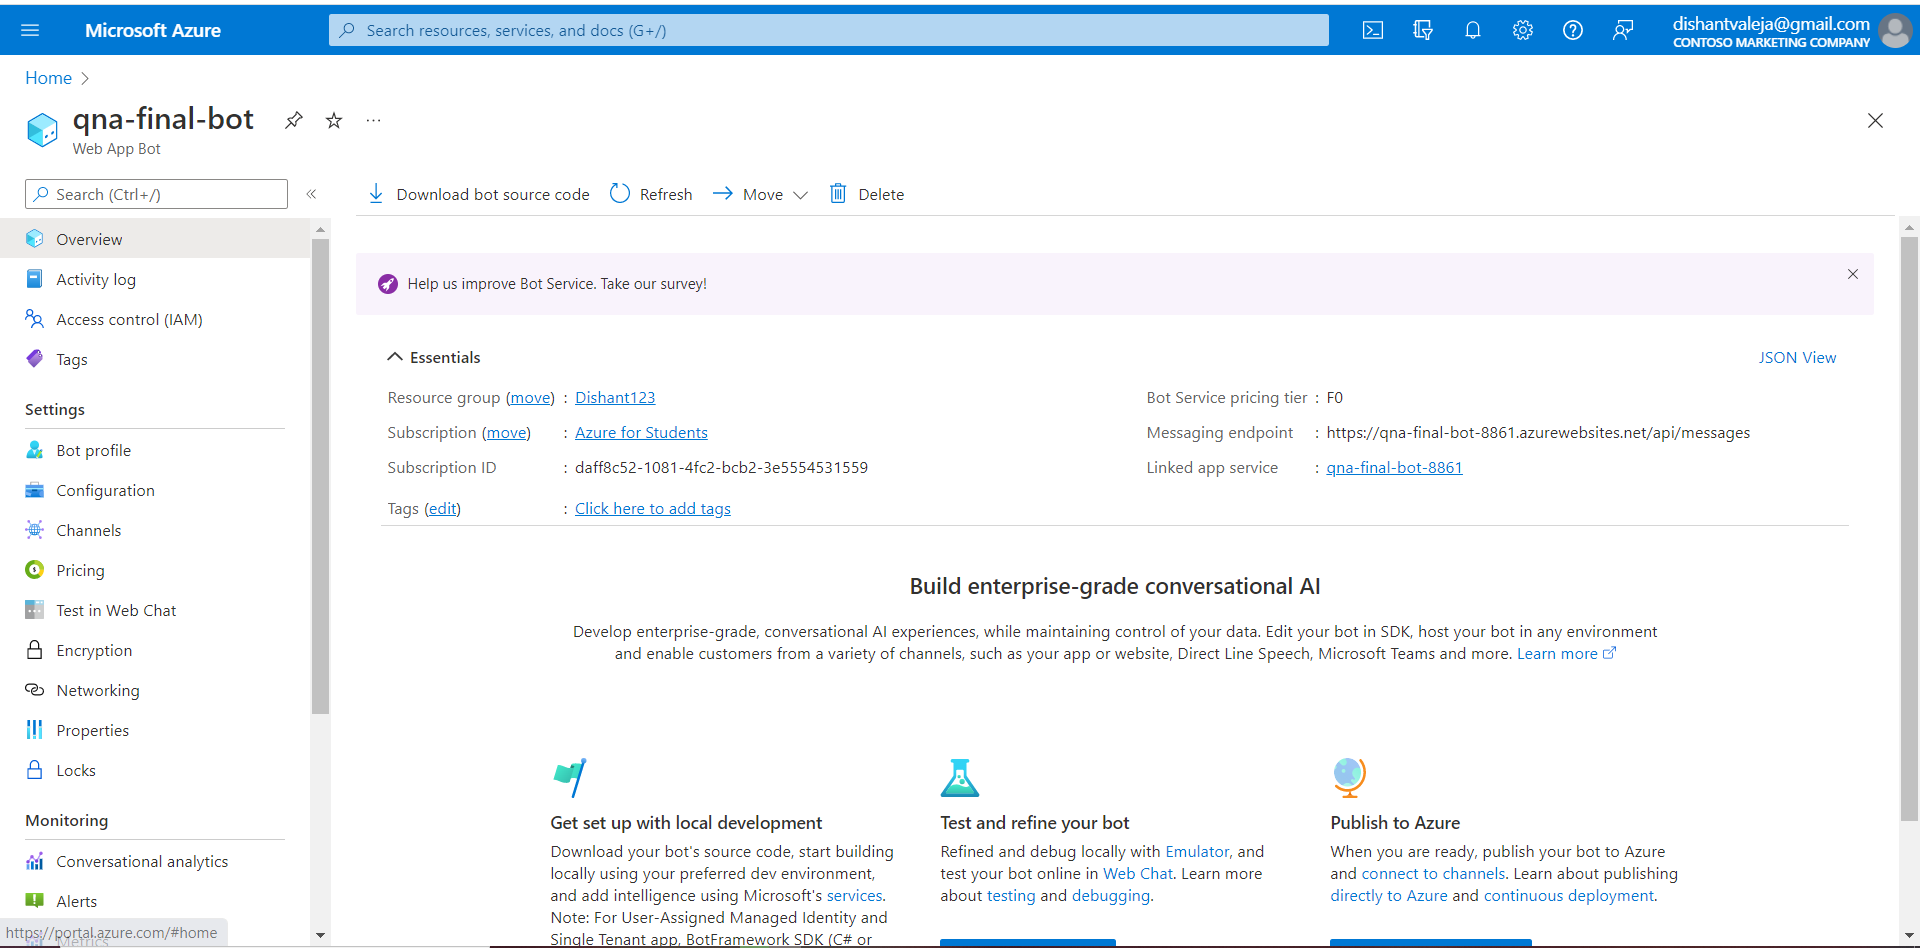 Microsoft Azure
Search resources, services, and docs (G+/)
dishantvaleja@gmail.com
CONTOSO MARKETING COMPANY
Home
qna-final-bot
Web App Bot
Search (Ctrl+/)
«
Download bot source code
Refresh
Move
Delete
Overview
Activity log
Access control (IAM)
Tags
Settings
Bot profile
Configuration
Channels
Pricing
Test in Web Chat
Encryption
Networking
Properties
Locks
Monitoring
Conversational analytics
Alerts
Metrics
https://portal.azure.com/#home
Help us improve Bot Service. Take our survey!
Essentials
JSON View
Resource group (move) : Dishant123
Subscription (move) : Azure for Students
Subscription ID : daff8c52-1081-4fc2-bcb2-3e5554531559
Tags (edit) : Click here to add tags
Bot Service pricing tier : F0
Messaging endpoint : https://qna-final-bot-8861.azurewebsites.net/api/messages
Linked app service : qna-final-bot-8861
Build enterprise-grade conversational AI
Develop enterprise-grade, conversational AI experiences, while maintaining control of your data. Edit your bot in SDK, host your bot in any environment
and enable customers from a variety of channels, such as your app or website, Direct Line Speech, Microsoft Teams and more. Learn more
Get set up with local development
Download your bot's source code, start building
locally using your preferred dev environment,
and add intelligence using Microsoft's services.
Note: For User-Assigned Managed Identity and
Single Tenant app, BotFramework SDK (C# or
Test and refine your bot
Refined and debug locally with Emulator, and
test your bot online in Web Chat. Learn more
about testing and debugging.
Publish to Azure
When you are ready, publish your bot to Azure
and connect to channels. Learn about publishing
directly to Azure and continuous deployment.